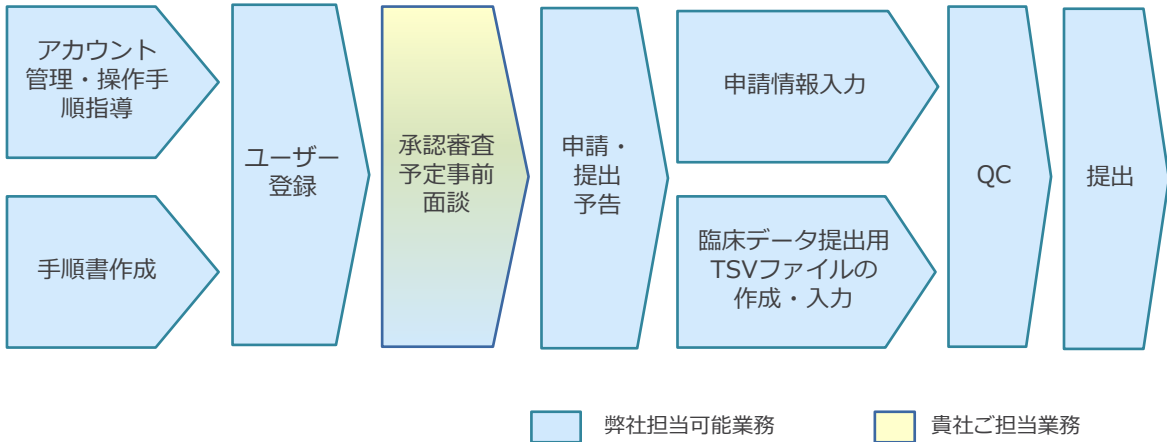 アカウント
管理・操作手
順指導
手順書作成
ユーザー
登録
承認審査
予定事前
面談
申請・
提出
予告
申請情報入力
臨床データ提出用
TSVファイルの
作成・入力
QC
提出
弊社担当可能業務
貴社ご担当業務